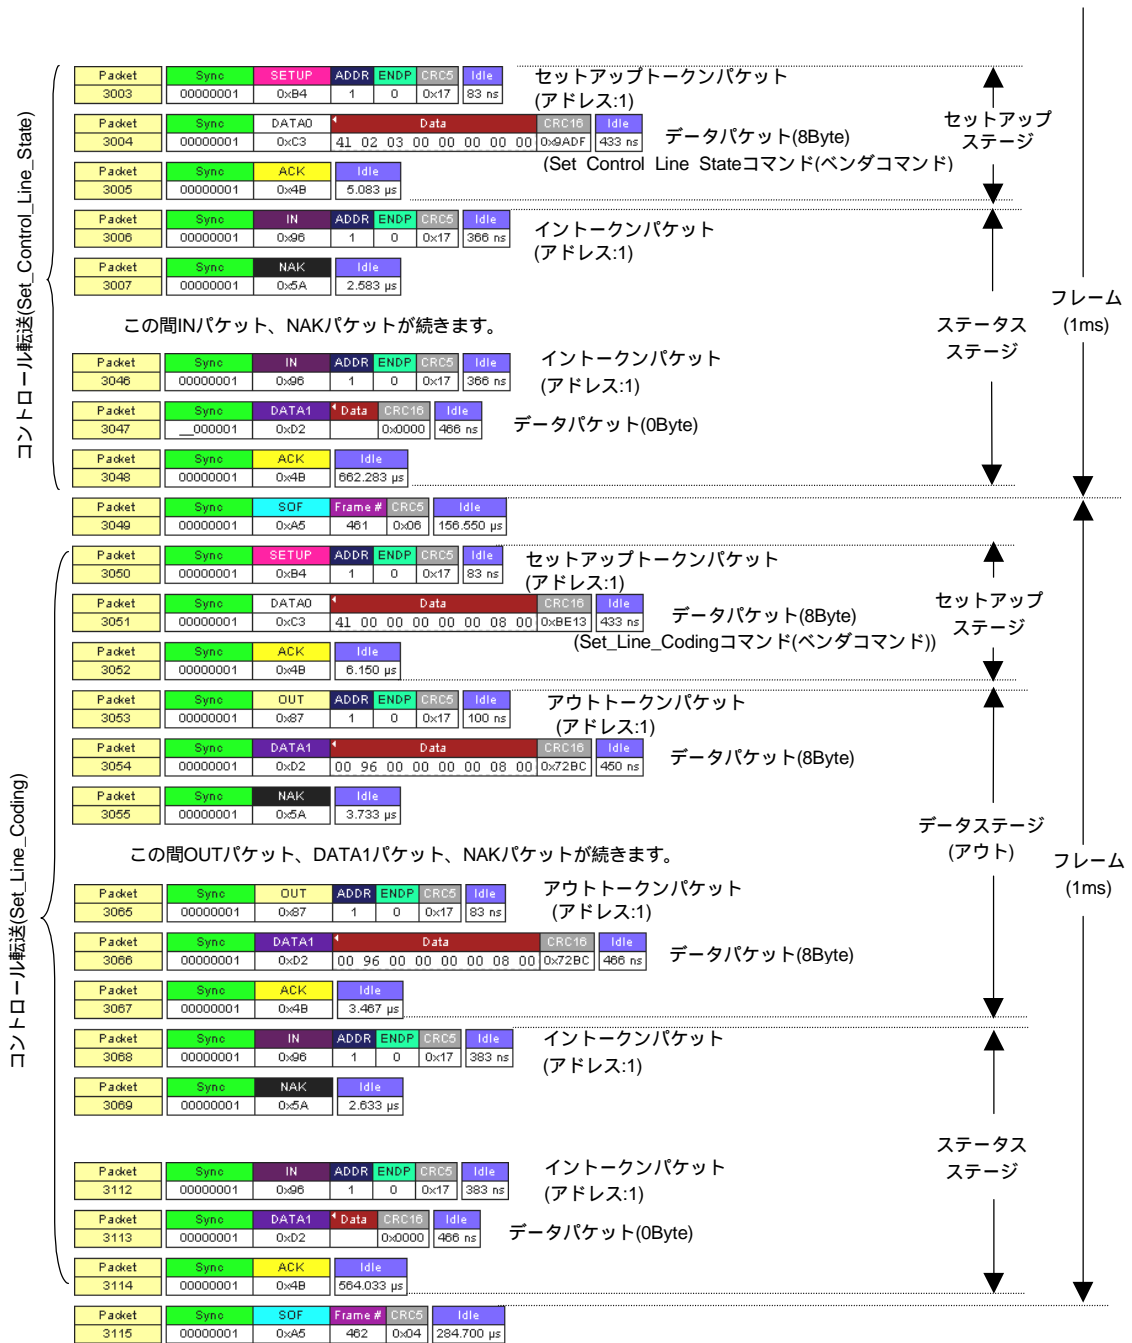 コントロール転送(Set_Control_Line_State)
Packet Sync SETUP ADDR ENDP CRC5 Idle
3003 00000001 0xB4 1 0 0x17 83 ns
セットアップトークンパケット
(アドレス:1)
Packet Sync DATA0 Data CRC16 Idle
3004 00000001 0xC3 41 02 03 00 00 00 00 00 0x9ADF 433 ns
データパケット(8Byte)
(Set_Control_Line_Stateコマンド(ベンダコマンド)
Packet Sync ACK Idle
3005 00000001 0x4B 5.083 µs
セットアップ
ステージ
Packet Sync IN ADDR ENDP CRC5 Idle
3006 00000001 0x96 1 0 0x17 366 ns
イントークンパケット
(アドレス:1)
Packet Sync NAK Idle
3007 00000001 0x5A 2.583 µs
この間INパケット、NAKパケットが続きます。
ステータス
ステージ
フレーム
(1ms)
Packet Sync IN ADDR ENDP CRC5 Idle
3046 00000001 0x96 1 0 0x17 366 ns
イントークンパケット
(アドレス:1)
Packet Sync DATA1 Data CRC16 Idle
3047 __000001 0xD2 0x0000 466 ns
データパケット(0Byte)
Packet Sync ACK Idle
3048 00000001 0x4B 662.283 µs
Packet Sync SOF Frame # CRC5 Idle
3049 00000001 0xA5 461 0x06 156.550 µs
コントロール転送(Set_Line_Coding)
Packet Sync SETUP ADDR ENDP CRC5 Idle
3050 00000001 0xB4 1 0 0x17 83 ns
セットアップトークンパケット
(アドレス:1)
Packet Sync DATA0 Data CRC16 Idle
3051 00000001 0xC3 41 00 00 00 00 00 08 00 0xBE13 433 ns
データパケット(8Byte)
(Set_Line_Codingコマンド(ベンダコマンド))
Packet Sync ACK Idle
3052 00000001 0x4B 6.150 µs
セットアップ
ステージ
Packet Sync OUT ADDR ENDP CRC5 Idle
3053 00000001 0x87 1 0 0x17 100 ns
アウトトークンパケット
(アドレス:1)
Packet Sync DATA1 Data CRC16 Idle
3054 00000001 0xD2 00 96 00 00 00 00 08 00 0x72BC 450 ns
データパケット(8Byte)
Packet Sync NAK Idle
3055 00000001 0x5A 3.733 µs
この間OUTパケット、DATA1パケット、NAKパケットが続きます。
データステージ
(アウト)
フレーム
(1ms)
Packet Sync OUT ADDR ENDP CRC5 Idle
3065 00000001 0x87 1 0 0x17 83 ns
アウトトークンパケット
(アドレス:1)
Packet Sync DATA1 Data CRC16 Idle
3066 00000001 0xD2 00 96 00 00 00 00 08 00 0x72BC 466 ns
データパケット(8Byte)
Packet Sync ACK Idle
3067 00000001 0x4B 3.467 µs
Packet Sync IN ADDR ENDP CRC5 Idle
3068 00000001 0x96 1 0 0x17 383 ns
イントークンパケット
(アドレス:1)
Packet Sync NAK Idle
3069 00000001 0x5A 2.633 µs
ステータス
ステージ
Packet Sync IN ADDR ENDP CRC5 Idle
3112 00000001 0x96 1 0 0x17 383 ns
イントークンパケット
(アドレス:1)
Packet Sync DATA1 Data CRC16 Idle
3113 00000001 0xD2 0x0000 466 ns
データパケット(0Byte)
Packet Sync ACK Idle
3114 00000001 0x4B 564.033 µs
Packet Sync SOF Frame # CRC5 Idle
3115 00000001 0xA5 462 0x04 284.700 µs